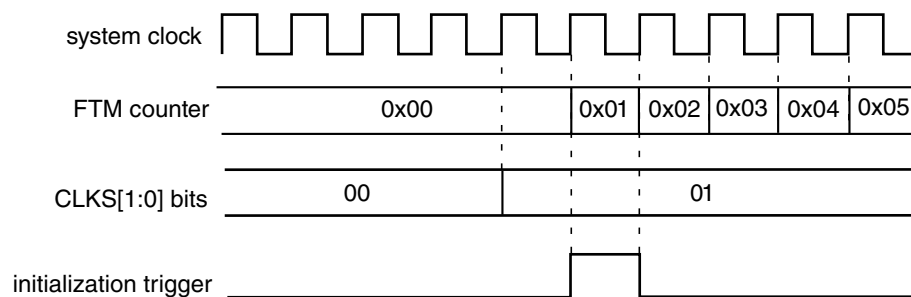 system clock
FTM counter 0x00 0x01 0x02 0x03 0x04 0x05
CLKS[1:0] bits 00 01
initialization trigger